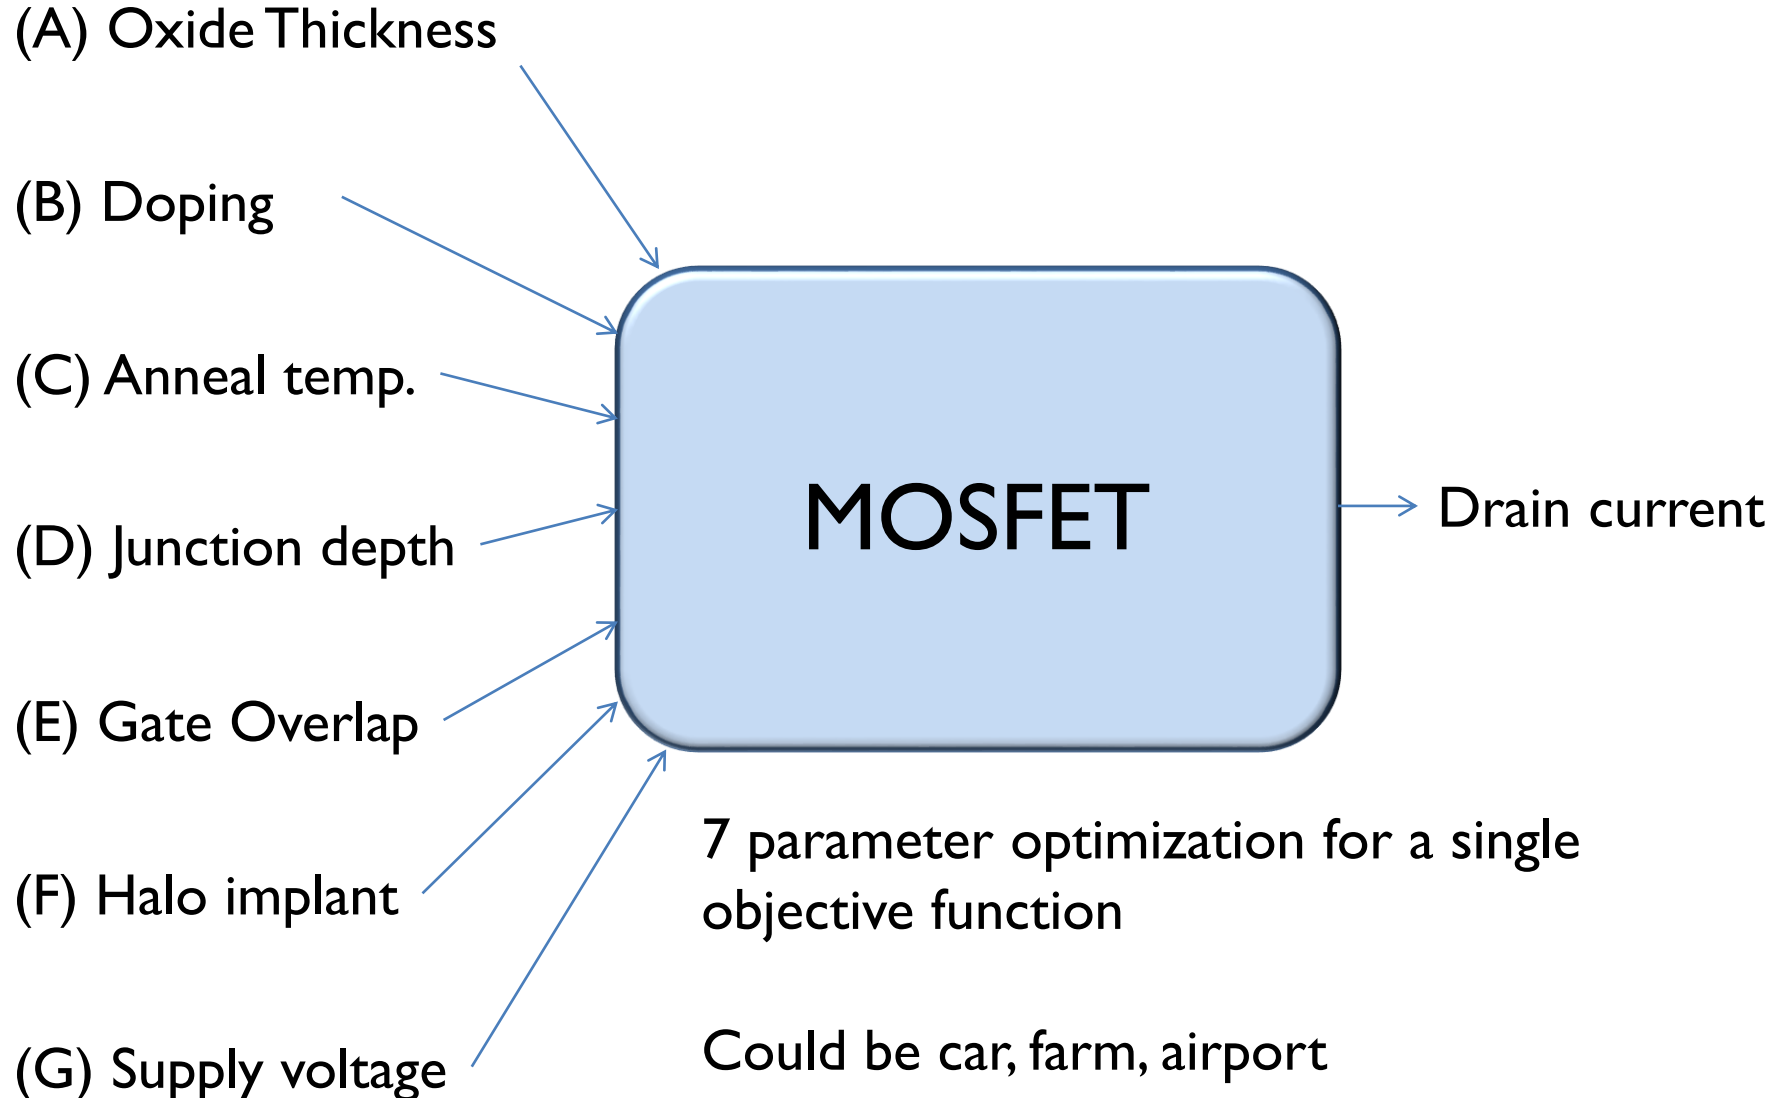 (A) Oxide Thickness
(B) Doping
(C) Anneal temp.
(D) Junction depth
(E) Gate Overlap
(F) Halo implant
(G) Supply voltage
MOSFET
Drain current
7 parameter optimization for a single
objective function
Could be car, farm, airport